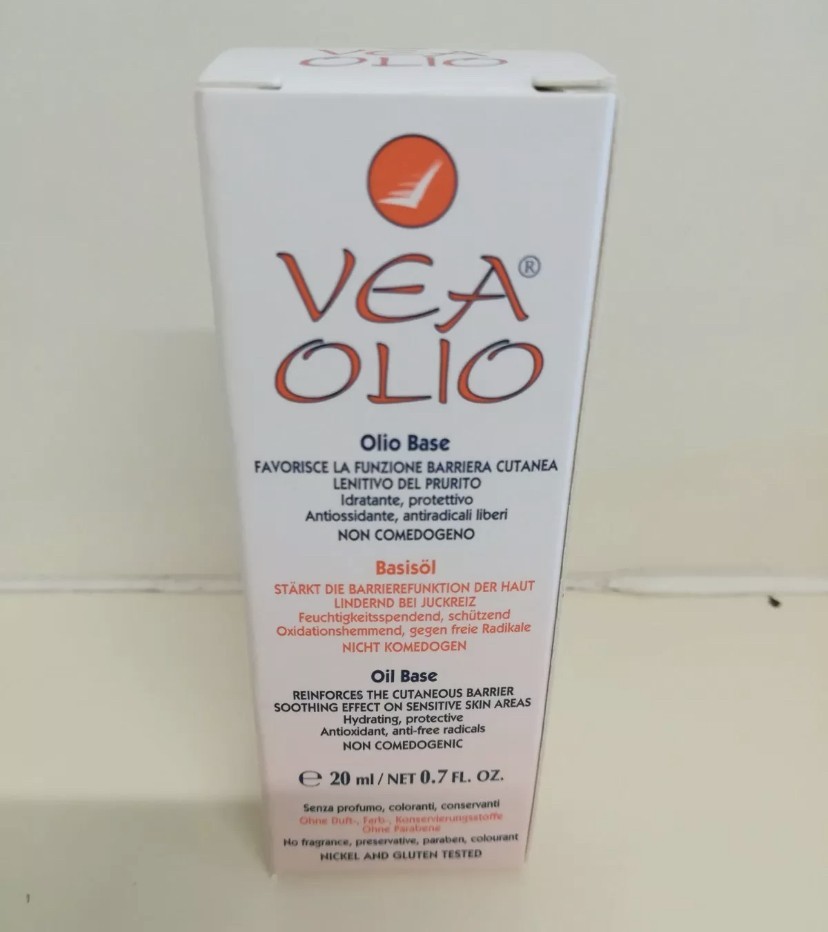 VEA
OLIO
VEA®
OLIO
Olio Base
FAVORISCE LA FUNZIONE BARRIERA CUTANEA
LENITIVO DEL PRURITO
Idratante, protettivo
Antiossidante, antiradicali liberi
NON COMEDOGENO
Basisöl
STÄRKT DIE BARRIEREFUNKTION DER HAUT
LINDERND BEI JUCKREIZ
Feuchtigkeitsspendend, schützend
Oxidationshemmend, gegen freie Radikale
NICHT KOMEDOGEN
Oil Base
REINFORCES THE CUTANEOUS BARRIER
SOOTHING EFFECT ON SENSITIVE SKIN AREAS
Hydrating, protective
Antioxidant, anti-free radicals
NON COMEDOGENIC
℮ 20 ml / NET 0.7 FL. OZ.
Senza profumo, coloranti, conservanti
Ohne Duft-, Farb-, Konservierungsstoffe
Ohne Parabene
No fragrance, preservative, paraben, colourant
NICKEL AND GLUTEN TESTED